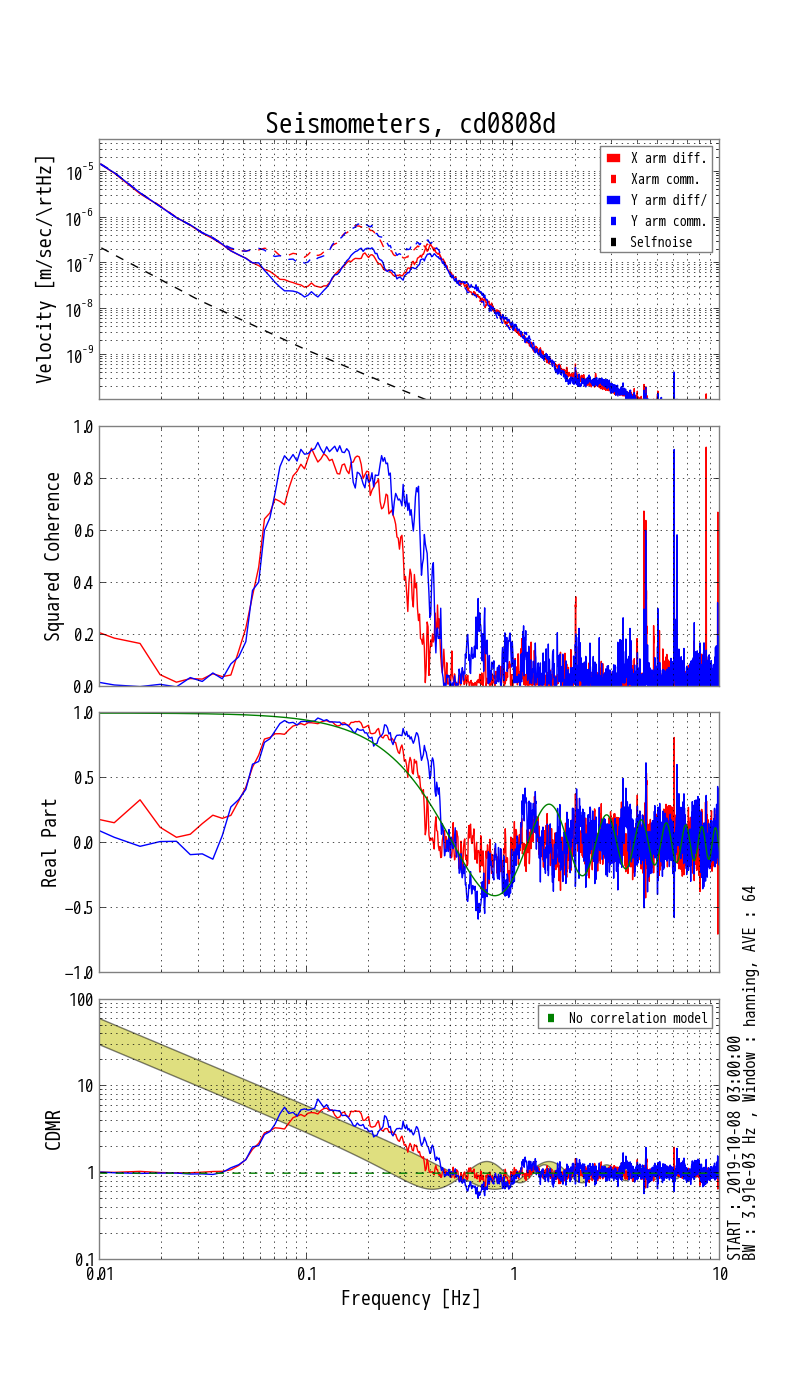 Seismometers, cd0808d
Velocity [m/sec/\rtHz]
10^-5
10^-6
10^-7
10^-8
10^-9
X arm diff.
Xarm comm.
Y arm diff/
Y arm comm.
Selfnoise
Squared Coherence
1.0
0.8
0.6
0.4
0.2
0.0
Real Part
1.0
0.5
0.0
−0.5
−1.0
CDMR
100
10
1
0.1
No correlation model
0.01
0.1
1
10
Frequency [Hz]
START : 2019-10-08 03:00:00
BW : 3.91e-03 Hz , Window : hanning, AVE : 64